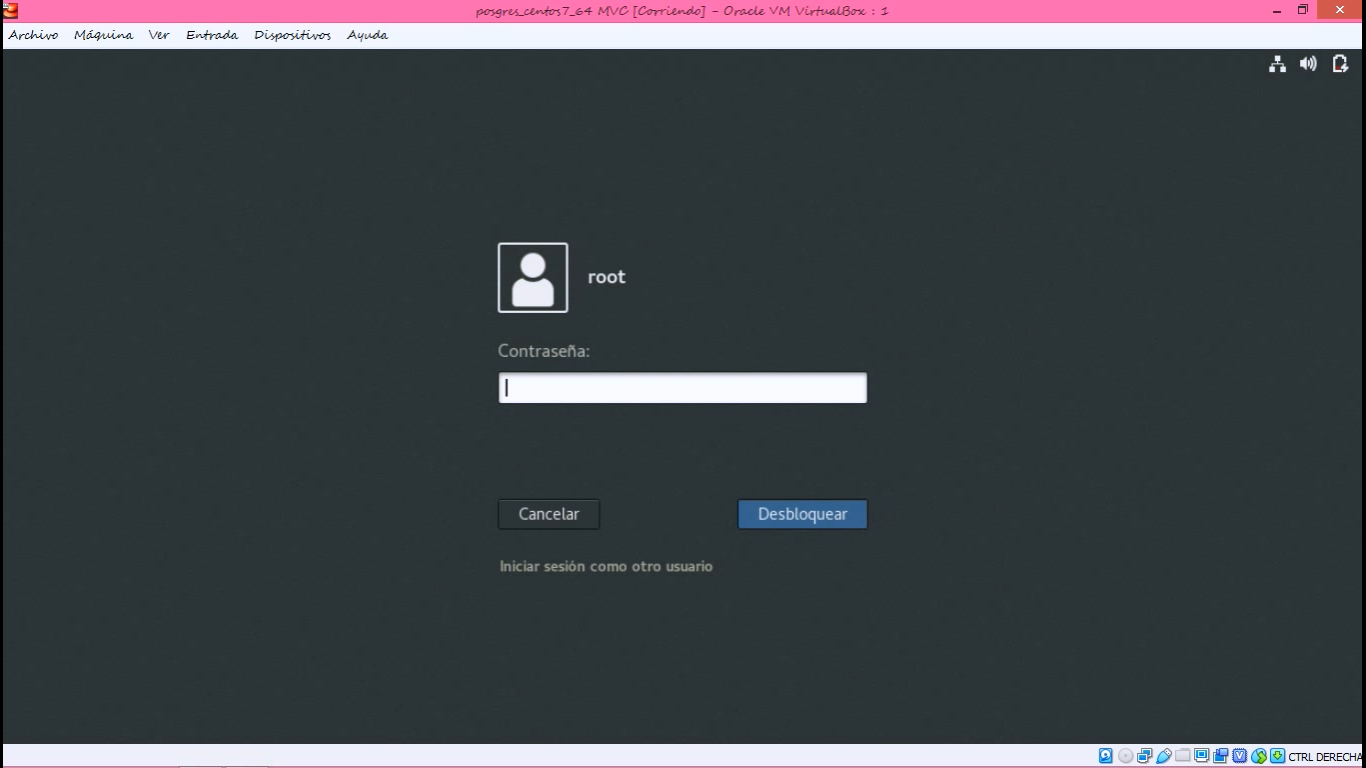 posgres_centos7_64 MVC [Corriendo] - Oracle VM VirtualBox : 1
Archivo Máquina Ver Entrada Dispositivos Ayuda
root
Contraseña:
Cancelar Desbloquear
Iniciar sesión como otro usuario
CTRL DERECHA